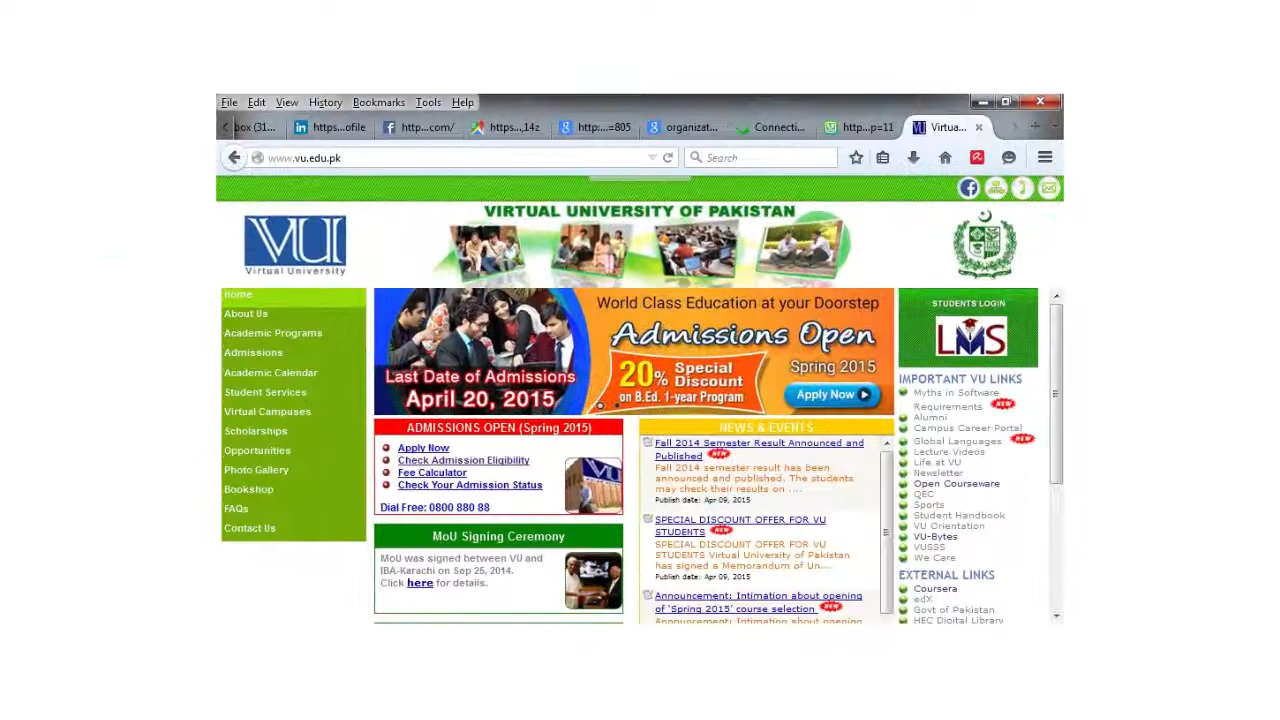 File Edit View History Bookmarks Tools Help
box (31... https...ofile http...com/ https...,14z http:...=805 organizat... Connecti... http...p=11 Virtua...
www.vu.edu.pk Search
VIRTUAL UNIVERSITY OF PAKISTAN
VU
Virtual University
Home
About Us
Academic Programs
Admissions
Academic Calendar
Student Services
Virtual Campuses
Scholarships
Opportunities
Photo Gallery
Bookshop
FAQs
Contact Us
World Class Education at your Doorstep
Admissions Open
Spring 2015
Last Date of Admissions
April 20, 2015
20% Special
Discount
on B.Ed. 1-year Program
Apply Now
ADMISSIONS OPEN (Spring 2015)
Apply Now
Check Admission Eligibility
Fee Calculator
Check Your Admission Status
Dial Free: 0800 880 88
VU
MoU Signing Ceremony
MoU was signed between VU and
IBA-Karachi on Sep 25, 2014.
Click here for details.
NEWS & EVENTS
Fall 2014 Semester Result Announced and
Published NEW
Fall 2014 semester result has been
announced and published. The students
may check their results on ....
Publish date: Apr 09, 2015
SPECIAL DISCOUNT OFFER FOR VU
STUDENTS NEW
SPECIAL DISCOUNT OFFER FOR VU
STUDENTS Virtual University of Pakistan
has signed a Memorandum of Un....
Publish date: Apr 09, 2015
Announcement: Intimation about opening
of 'Spring 2015' course selection NEW
Announcement: Intimation about opening
STUDENTS LOGIN
LMS
IMPORTANT VU LINKS
Myths in Software
Requirements NEW
Alumni
Campus Career Portal
Global Languages NEW
Lecture Videos
Life at VU
Newsletter
Open Courseware
QEC
Sports
Student Handbook
VU Orientation
VU-Bytes
VUSSS
We Care
EXTERNAL LINKS
Coursera
edX
Govt of Pakistan
HEC Digital Library